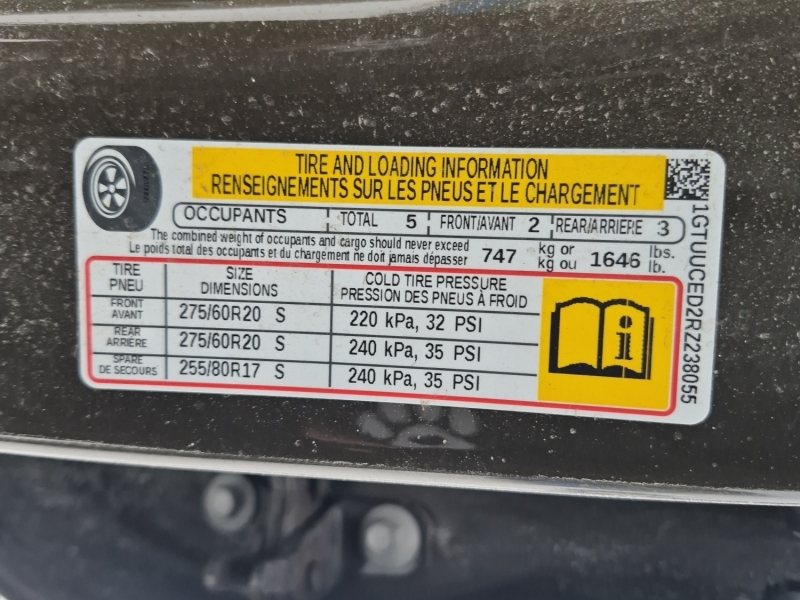 TIRE AND LOADING INFORMATION
RENSEIGNEMENTS SUR LES PNEUS ET LE CHARGEMENT
OCCUPANTS TOTAL 5 FRONT/AVANT 2 REAR/ARRIÈRE 3
The combined weight of occupants and cargo should never exceed
Le poids total des occupants et du chargement ne doit jamais dépasser
747 kg or 1646 lbs.
kg ou lb.
TIRE
PNEU
SIZE
DIMENSIONS
COLD TIRE PRESSURE
PRESSION DES PNEUS À FROID
FRONT
AVANT
275/60R20 S
220 kPa, 32 PSI
REAR
ARRIÈRE
275/60R20 S
240 kPa, 35 PSI
SPARE
DE SECOURS
255/80R17 S
240 kPa, 35 PSI
i
1GTUUCED2RZ238055